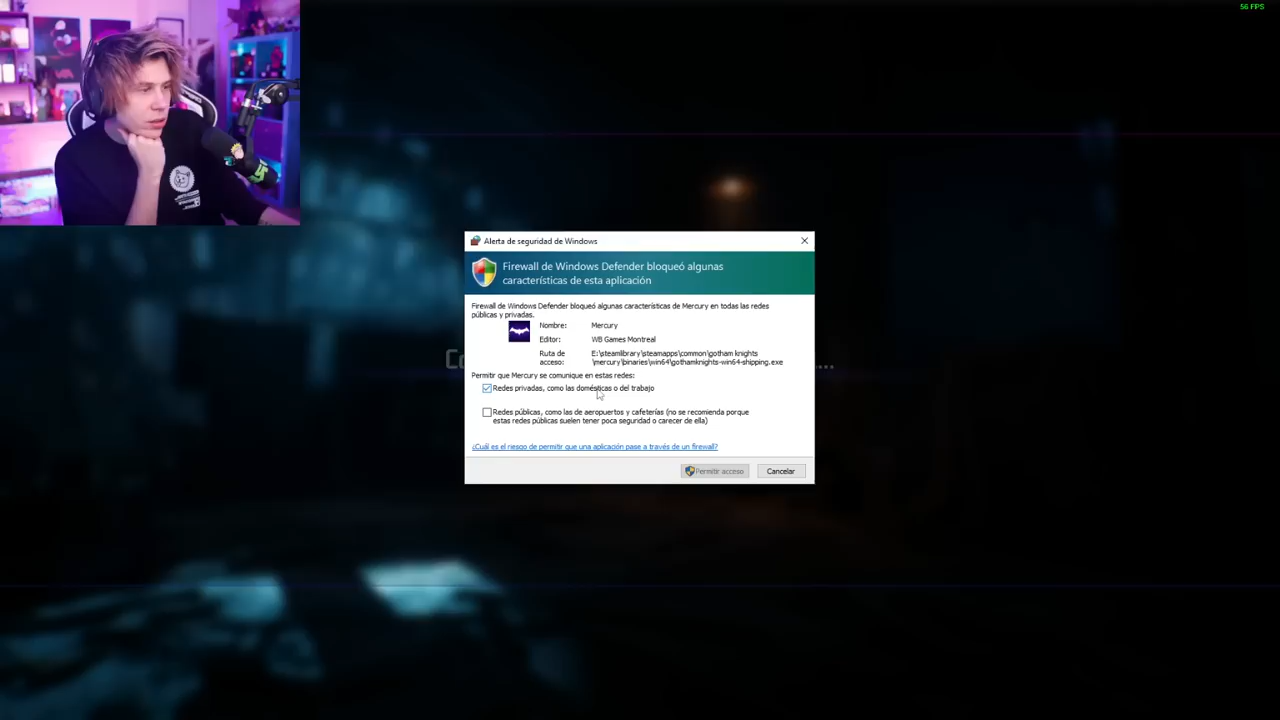 56 FPS
Alerta de seguridad de Windows
Firewall de Windows Defender bloqueó algunas
características de esta aplicación
Firewall de Windows Defender bloqueó algunas características de Mercury en todas las redes
públicas y privadas.
Nombre: Mercury
Editor: WB Games Montreal
Ruta de acceso: E:\steamlibrary\steamapps\common\gotham knights
\mercury\binaries\win64\gothamknights-win64-shipping.exe
Permitir que Mercury se comunique en estas redes:
Redes privadas, como las domésticas o del trabajo
Redes públicas, como las de aeropuertos y cafeterías (no se recomienda porque
estas redes públicas suelen tener poca seguridad o carecer de ella)
¿Cuál es el riesgo de permitir que una aplicación pase a través de un firewall?
Permitir acceso
Cancelar